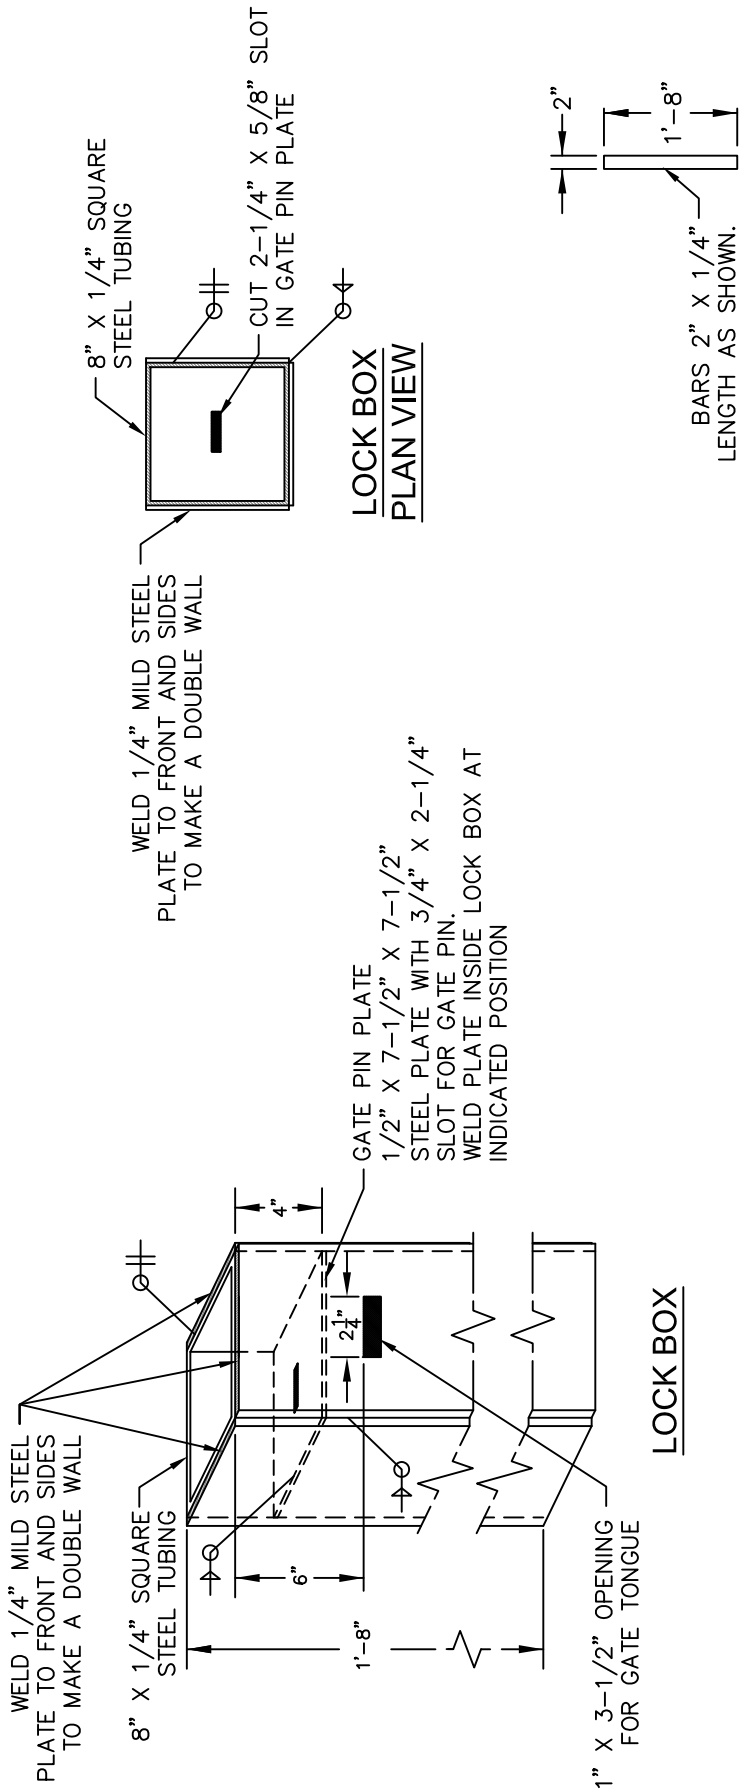 WELD 1/4" MILD STEEL
PLATE TO FRONT AND SIDES
TO MAKE A DOUBLE WALL
8" X 1/4" SQUARE
STEEL TUBING
6"
1'-8"
1" X 3-1/2" OPENING
FOR GATE TONGUE
4"
2 1/4"
GATE PIN PLATE
1/2" X 7-1/2" X 7-1/2"
STEEL PLATE WITH 3/4" X 2-1/4"
SLOT FOR GATE PIN.
WELD PLATE INSIDE LOCK BOX AT
INDICATED POSITION
LOCK BOX
WELD 1/4" MILD STEEL
PLATE TO FRONT AND SIDES
TO MAKE A DOUBLE WALL
8" X 1/4" SQUARE
STEEL TUBING
CUT 2-1/4" X 5/8" SLOT
IN GATE PIN PLATE
LOCK BOX
PLAN VIEW
2"
1'-8"
BARS 2" X 1/4"
LENGTH AS SHOWN.